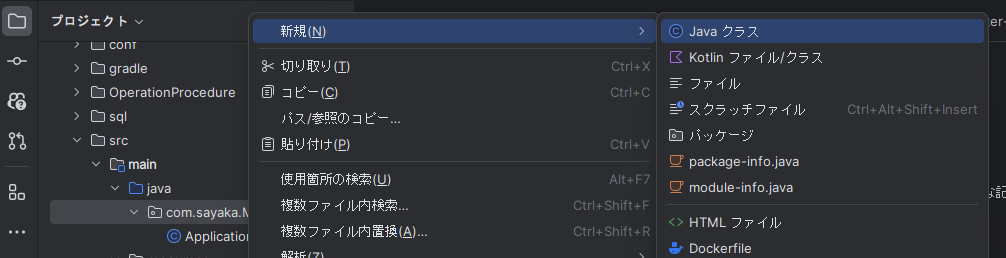 プロジェクト
conf
gradle
OperationProcedure
sql
src
main
java
com.sayaka.M
Application
新規(N)
切り取り(T) Ctrl+X
コピー(C) Ctrl+C
パス/参照のコピー...
貼り付け(P) Ctrl+V
使用箇所の検索(U) Alt+F7
複数ファイル内検索... Ctrl+Shift+F
複数ファイル内置換(A)... Ctrl+Shift+R
解析(Z)
Java クラス
Kotlin ファイル/クラス
ファイル
スクラッチファイル Ctrl+Alt+Shift+Insert
パッケージ
package-info.java
module-info.java
HTML ファイル
Dockerfile
ter-
な記